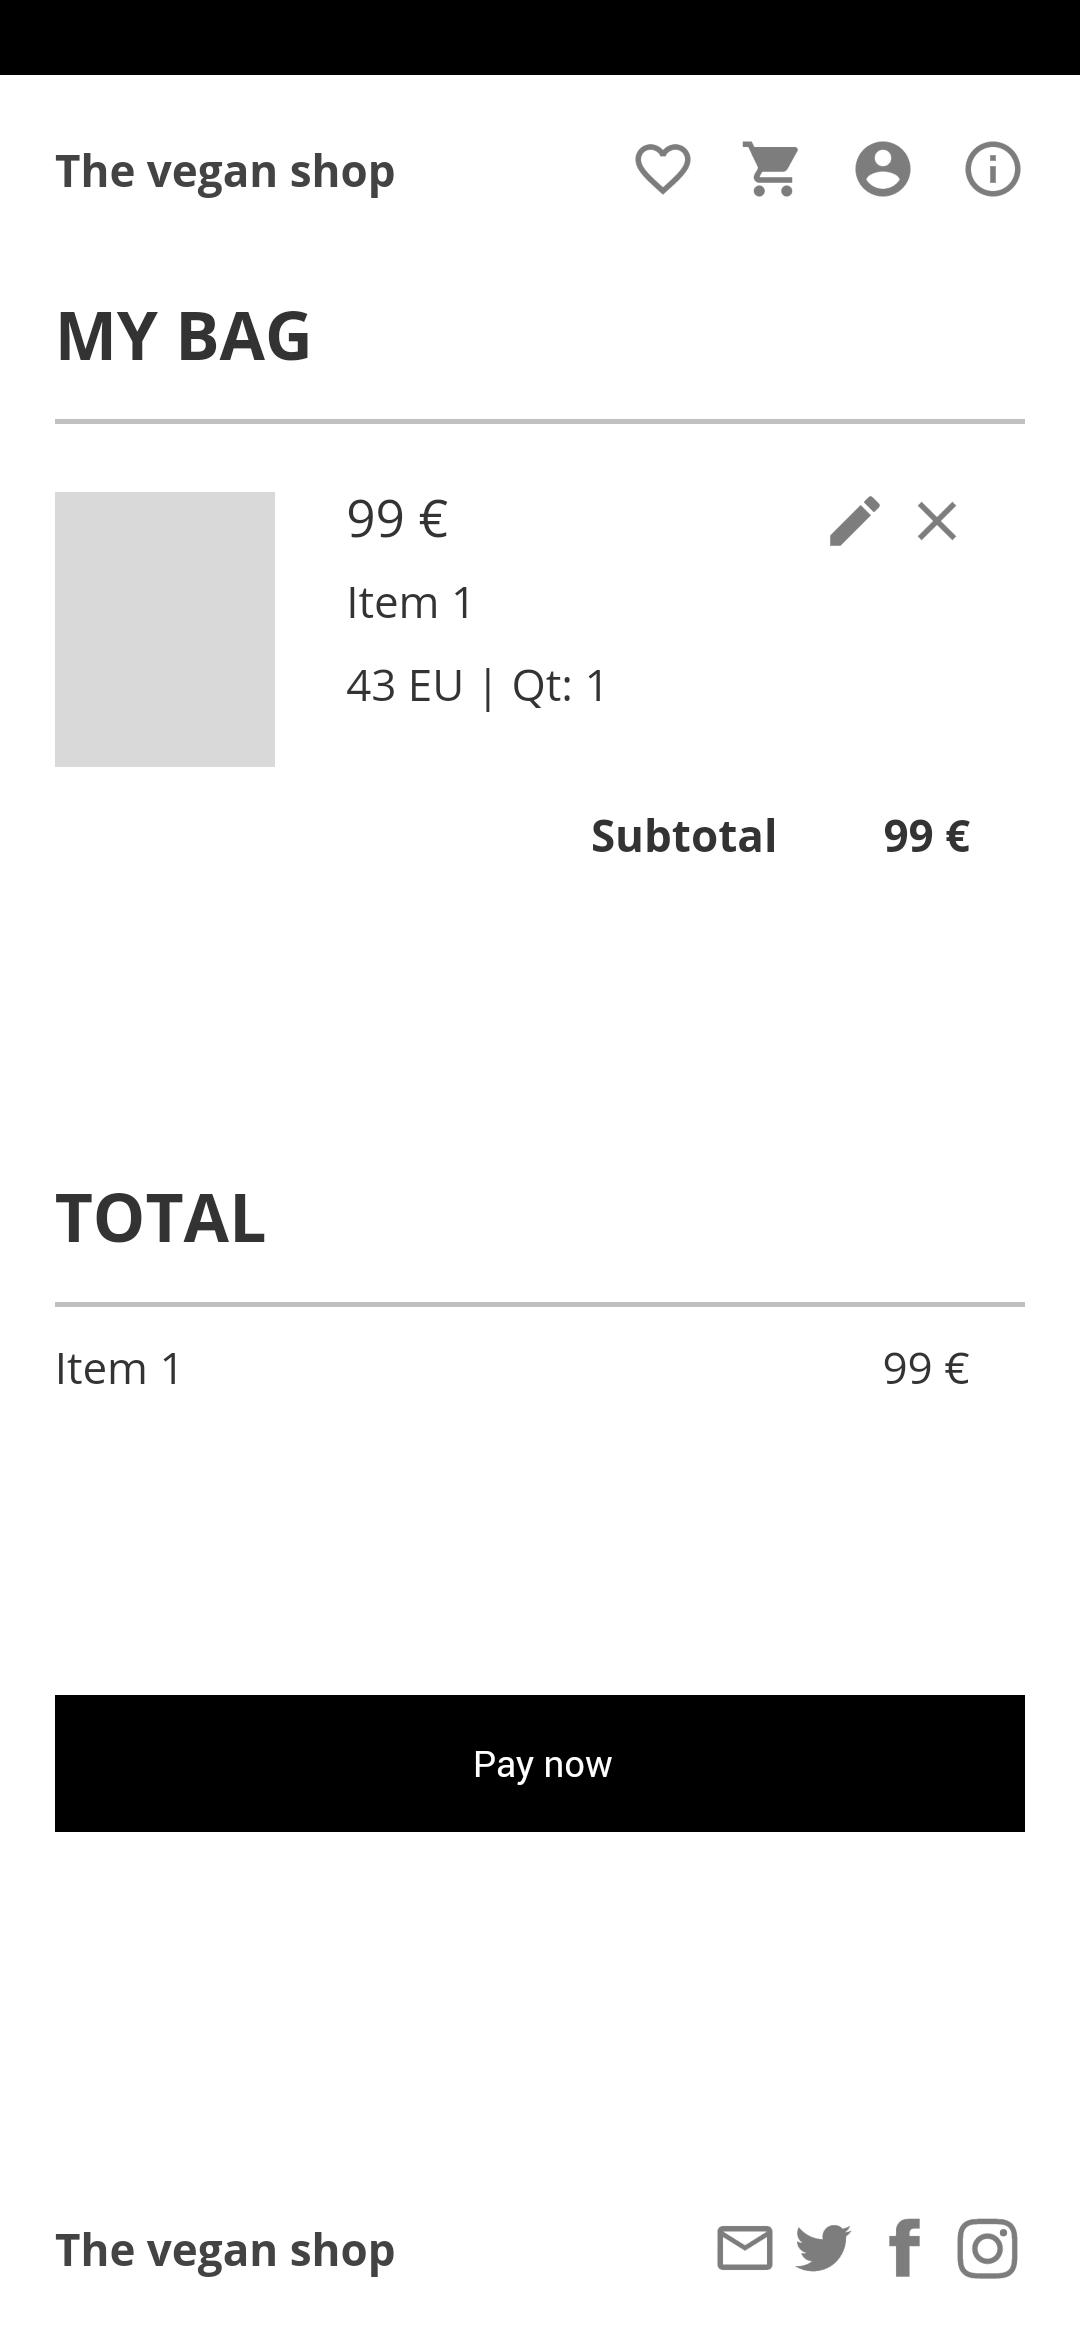 The vegan shop
MY BAG
99 €
Item 1
43 EU | Qt: 1
Subtotal 99 €
TOTAL
Item 1 99 €
Pay now
The vegan shop